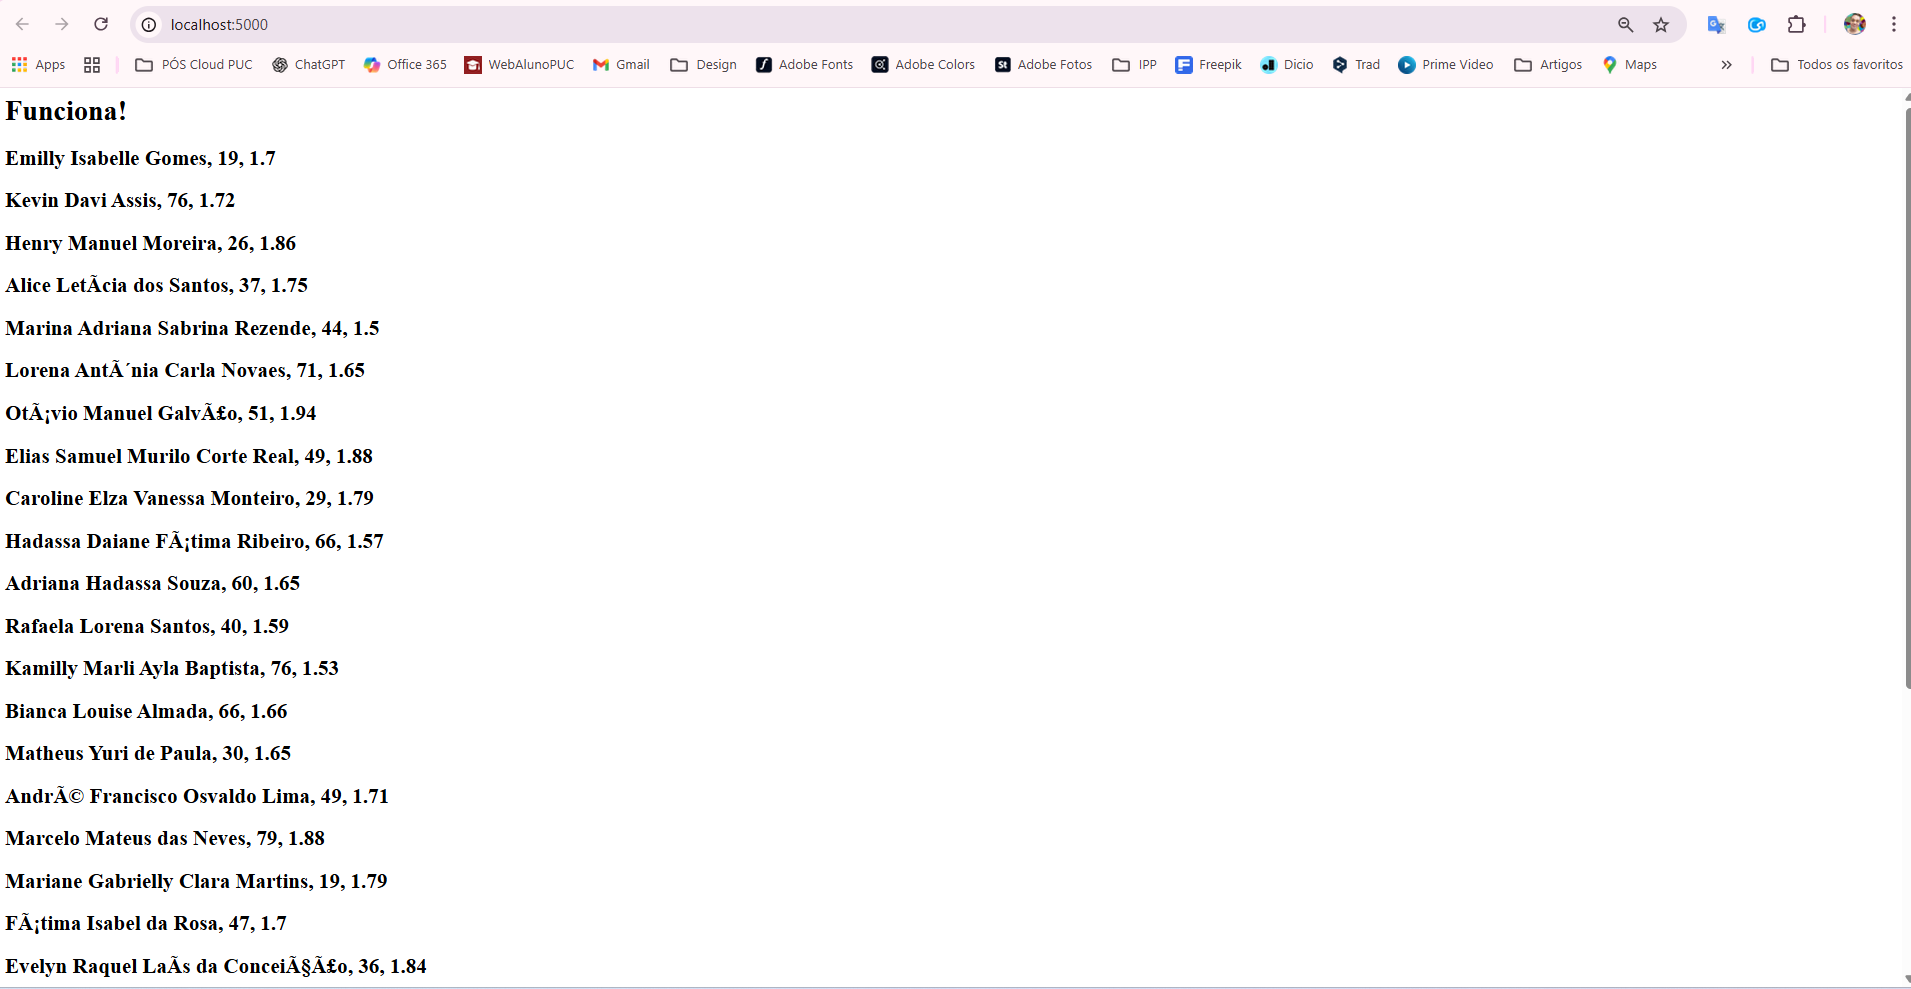 localhost:5000
Apps PÓS Cloud PUC ChatGPT Office 365 WebAlunoPUC Gmail Design Adobe Fonts Adobe Colors Adobe Fotos IPP Freepik Dicio Trad Prime Video Artigos Maps » Todos os favoritos
Funciona!
Emilly Isabelle Gomes, 19, 1.7
Kevin Davi Assis, 76, 1.72
Henry Manuel Moreira, 26, 1.86
Alice LetÃcia dos Santos, 37, 1.75
Marina Adriana Sabrina Rezende, 44, 1.5
Lorena AntÃ´nia Carla Novaes, 71, 1.65
OtÃ¡vio Manuel GalvÃ£o, 51, 1.94
Elias Samuel Murilo Corte Real, 49, 1.88
Caroline Elza Vanessa Monteiro, 29, 1.79
Hadassa Daiane FÃ¡tima Ribeiro, 66, 1.57
Adriana Hadassa Souza, 60, 1.65
Rafaela Lorena Santos, 40, 1.59
Kamilly Marli Ayla Baptista, 76, 1.53
Bianca Louise Almada, 66, 1.66
Matheus Yuri de Paula, 30, 1.65
AndrÃ© Francisco Osvaldo Lima, 49, 1.71
Marcelo Mateus das Neves, 79, 1.88
Mariane Gabrielly Clara Martins, 19, 1.79
FÃ¡tima Isabel da Rosa, 47, 1.7
Evelyn Raquel LaÃs da ConceiÃ§Ã£o, 36, 1.84